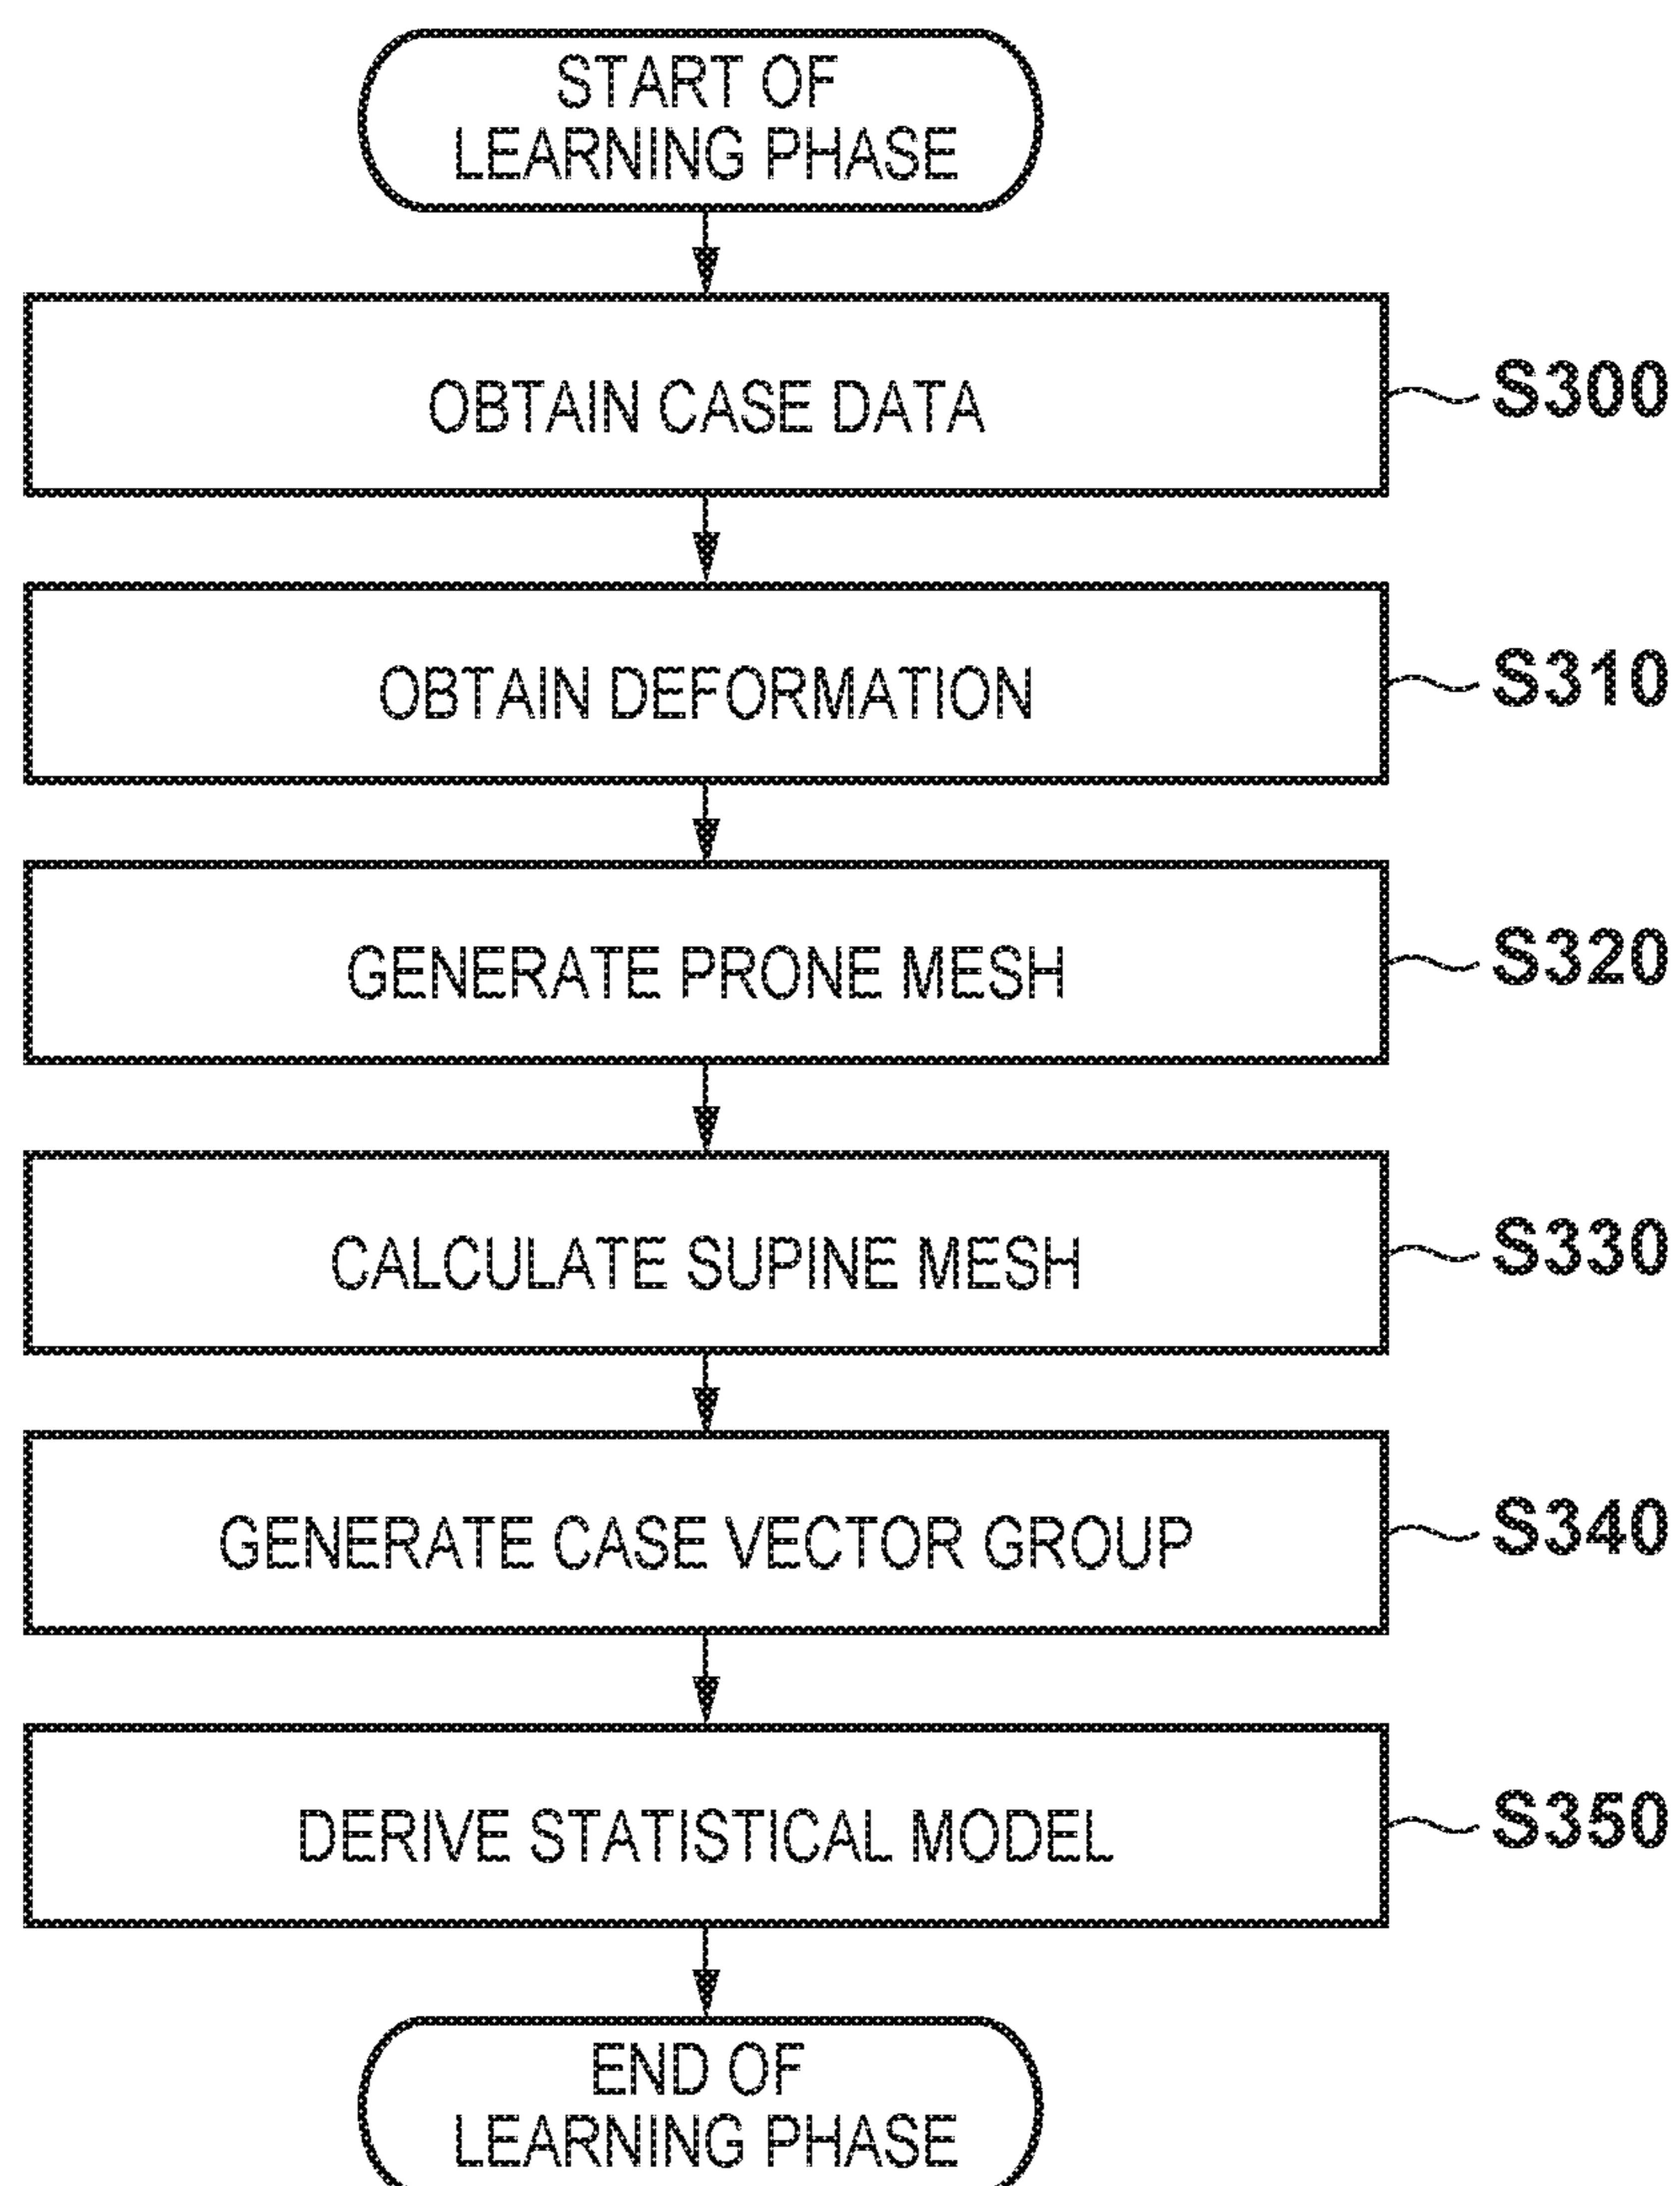 START OF
LEARNING PHASE
OBTAIN CASE DATA
S300
OBTAIN DEFORMATION
S310
GENERATE PRONE MESH
S320
CALCULATE SUPINE MESH
S330
GENERATE CASE VECTOR GROUP
S340
DERIVE STATISTICAL MODEL
S350
END OF
LEARNING PHASE